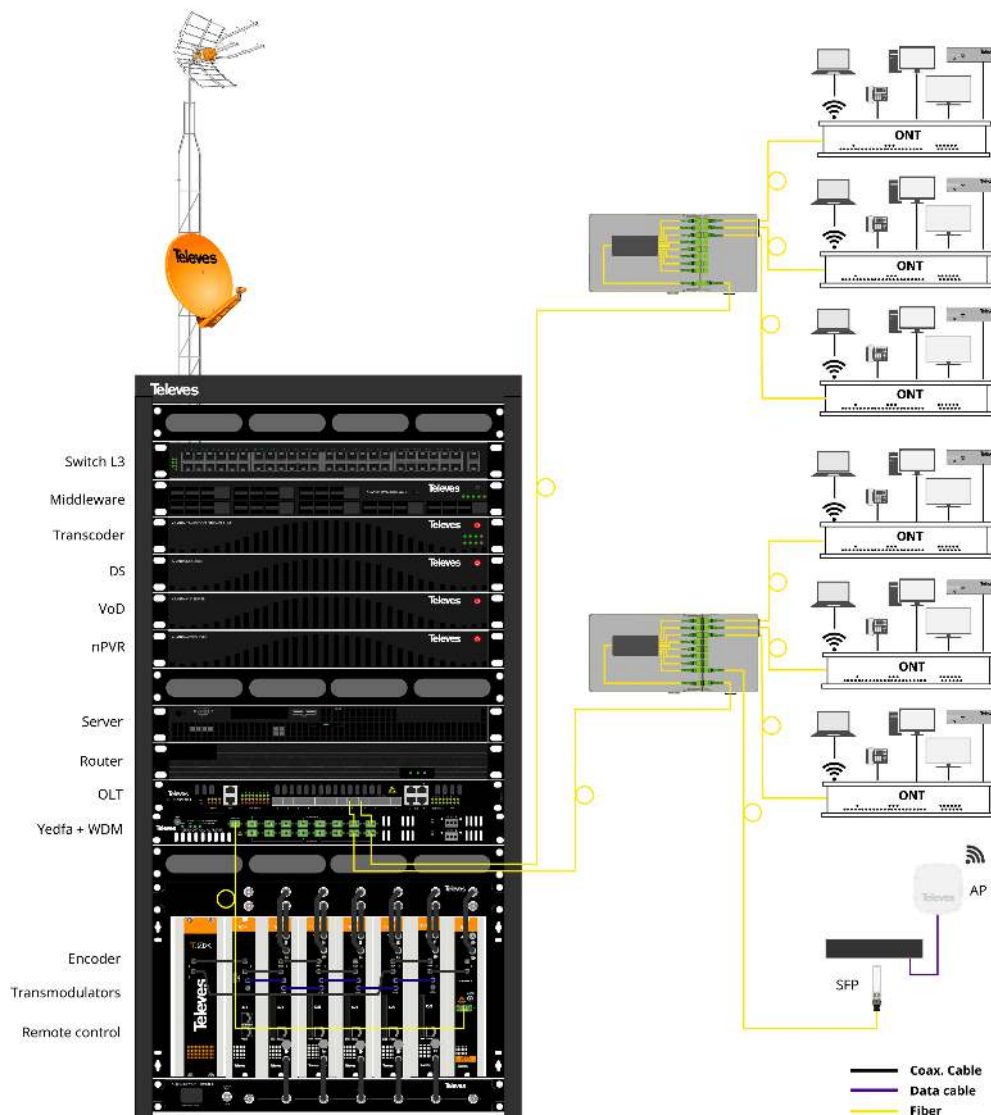 Televes
Televes
Switch L3
Middleware
Televes
Transcoder
Televes
DS
Televes
VoD
Televes
nPVR
Televes
Server
Router
OLT
Yedfa + WDM
Televes
Encoder
Transmodulators
Remote control
Televes
Televes
ONT
ONT
ONT
ONT
ONT
ONT
Televes
AP
SFP
Coax. Cable
Data cable
Fiber